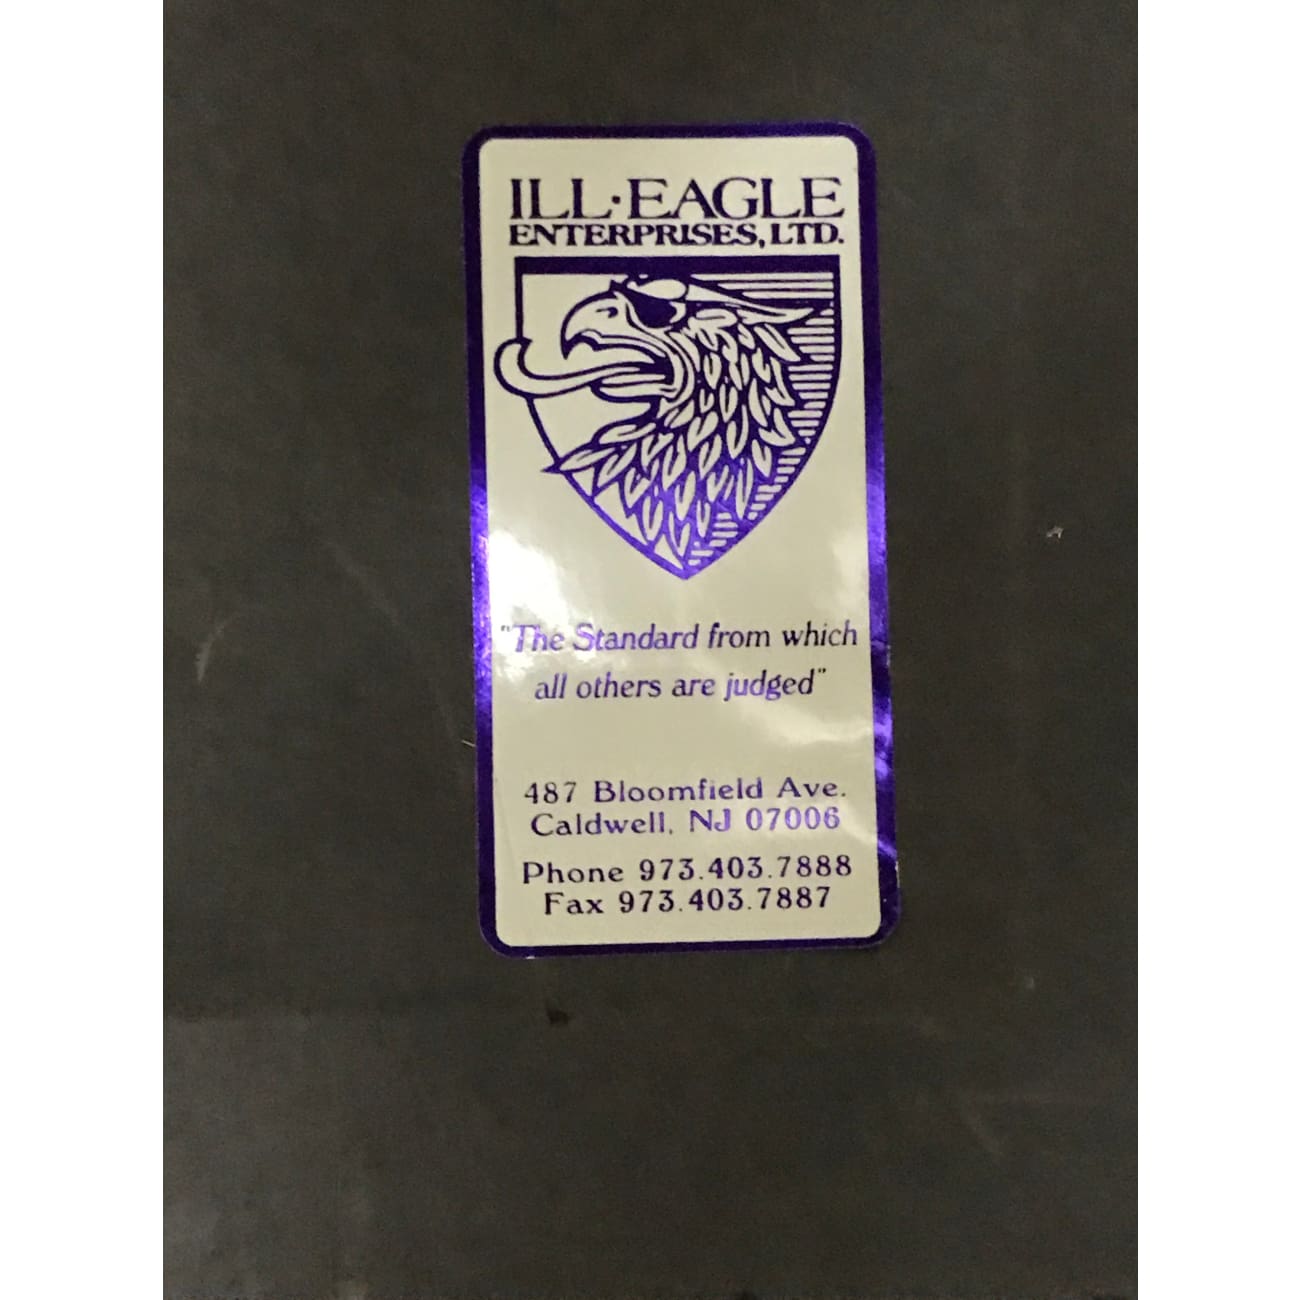 ILL·EAGLE
ENTERPRISES, LTD.
"The Standard from which
all others are judged"
487 Bloomfield Ave.
Caldwell, NJ 07006
Phone 973.403.7888
Fax 973.403.7887